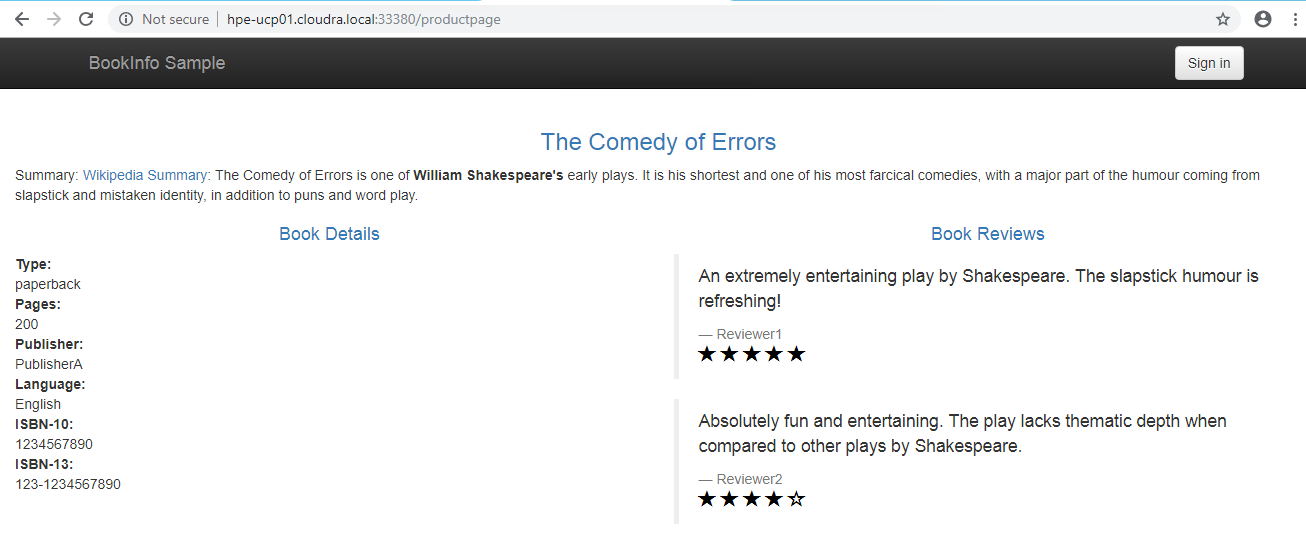 Not secure hpe-ucp01.cloudra.local:33380/productpage
BookInfo Sample
Sign in
The Comedy of Errors
Summary: Wikipedia Summary: The Comedy of Errors is one of William Shakespeare's early plays. It is his shortest and one of his most farcical comedies, with a major part of the humour coming from
slapstick and mistaken identity, in addition to puns and word play.
Book Details
Type:
paperback
Pages:
200
Publisher:
PublisherA
Language:
English
ISBN-10:
1234567890
ISBN-13:
123-1234567890
Book Reviews
An extremely entertaining play by Shakespeare. The slapstick humour is
refreshing!
— Reviewer1
★★★★★
Absolutely fun and entertaining. The play lacks thematic depth when
compared to other plays by Shakespeare.
— Reviewer2
★★★★☆